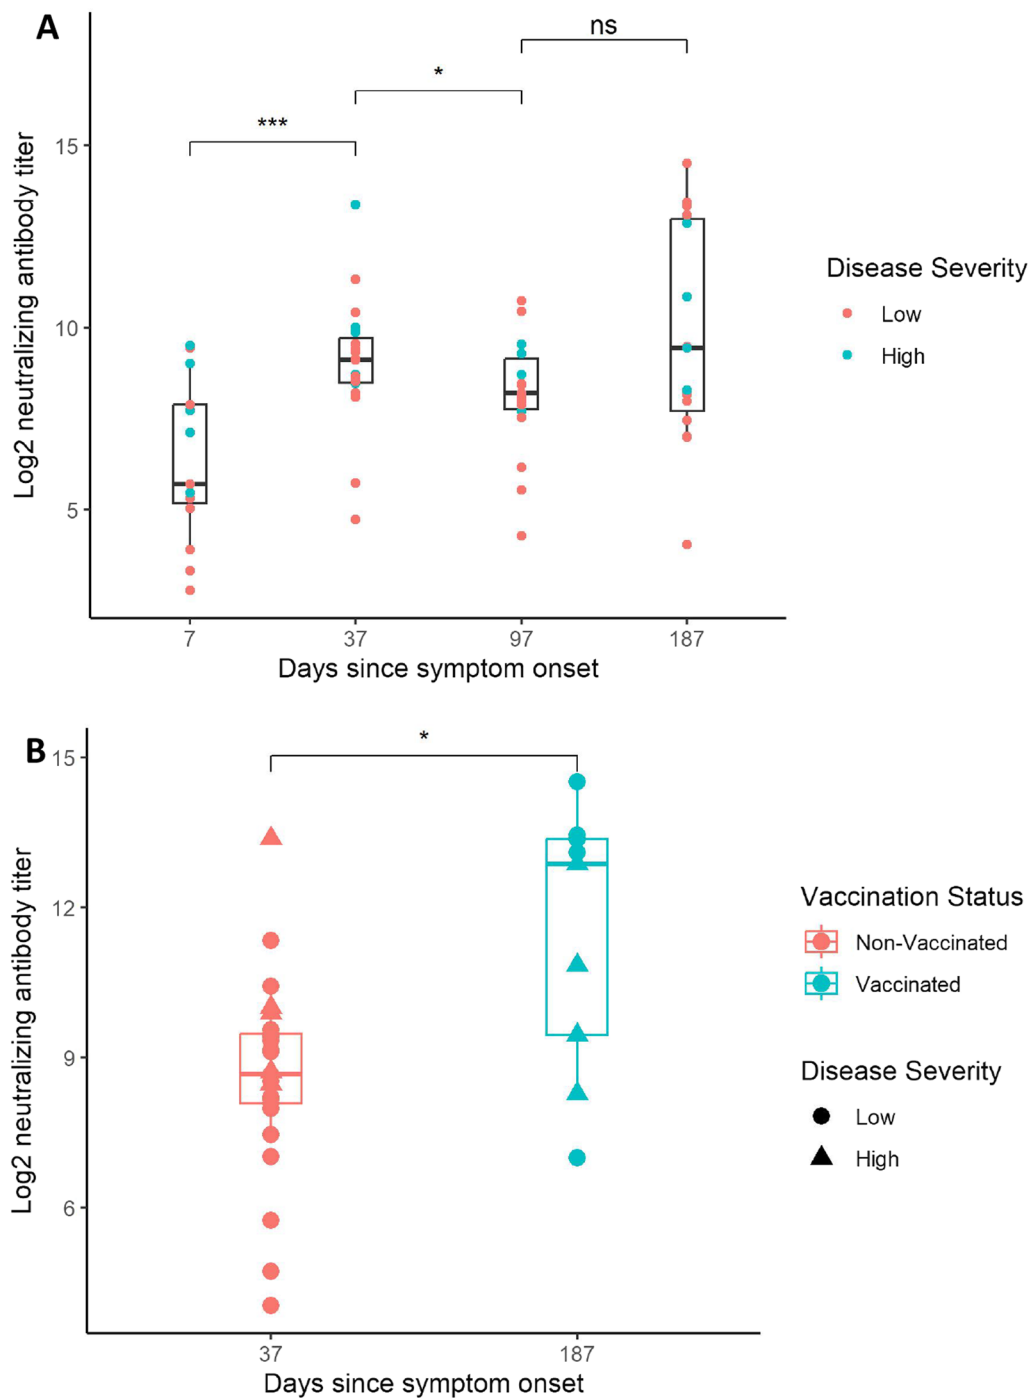 A
ns
*
***
Log2 neutralizing antibody titer
15
10
5
7 37 97 187
Days since symptom onset
Disease Severity
Low
High
B
*
Log2 neutralizing antibody titer
15
12
9
6
37 187
Days since symptom onset
Vaccination Status
Non-Vaccinated
Vaccinated
Disease Severity
Low
High